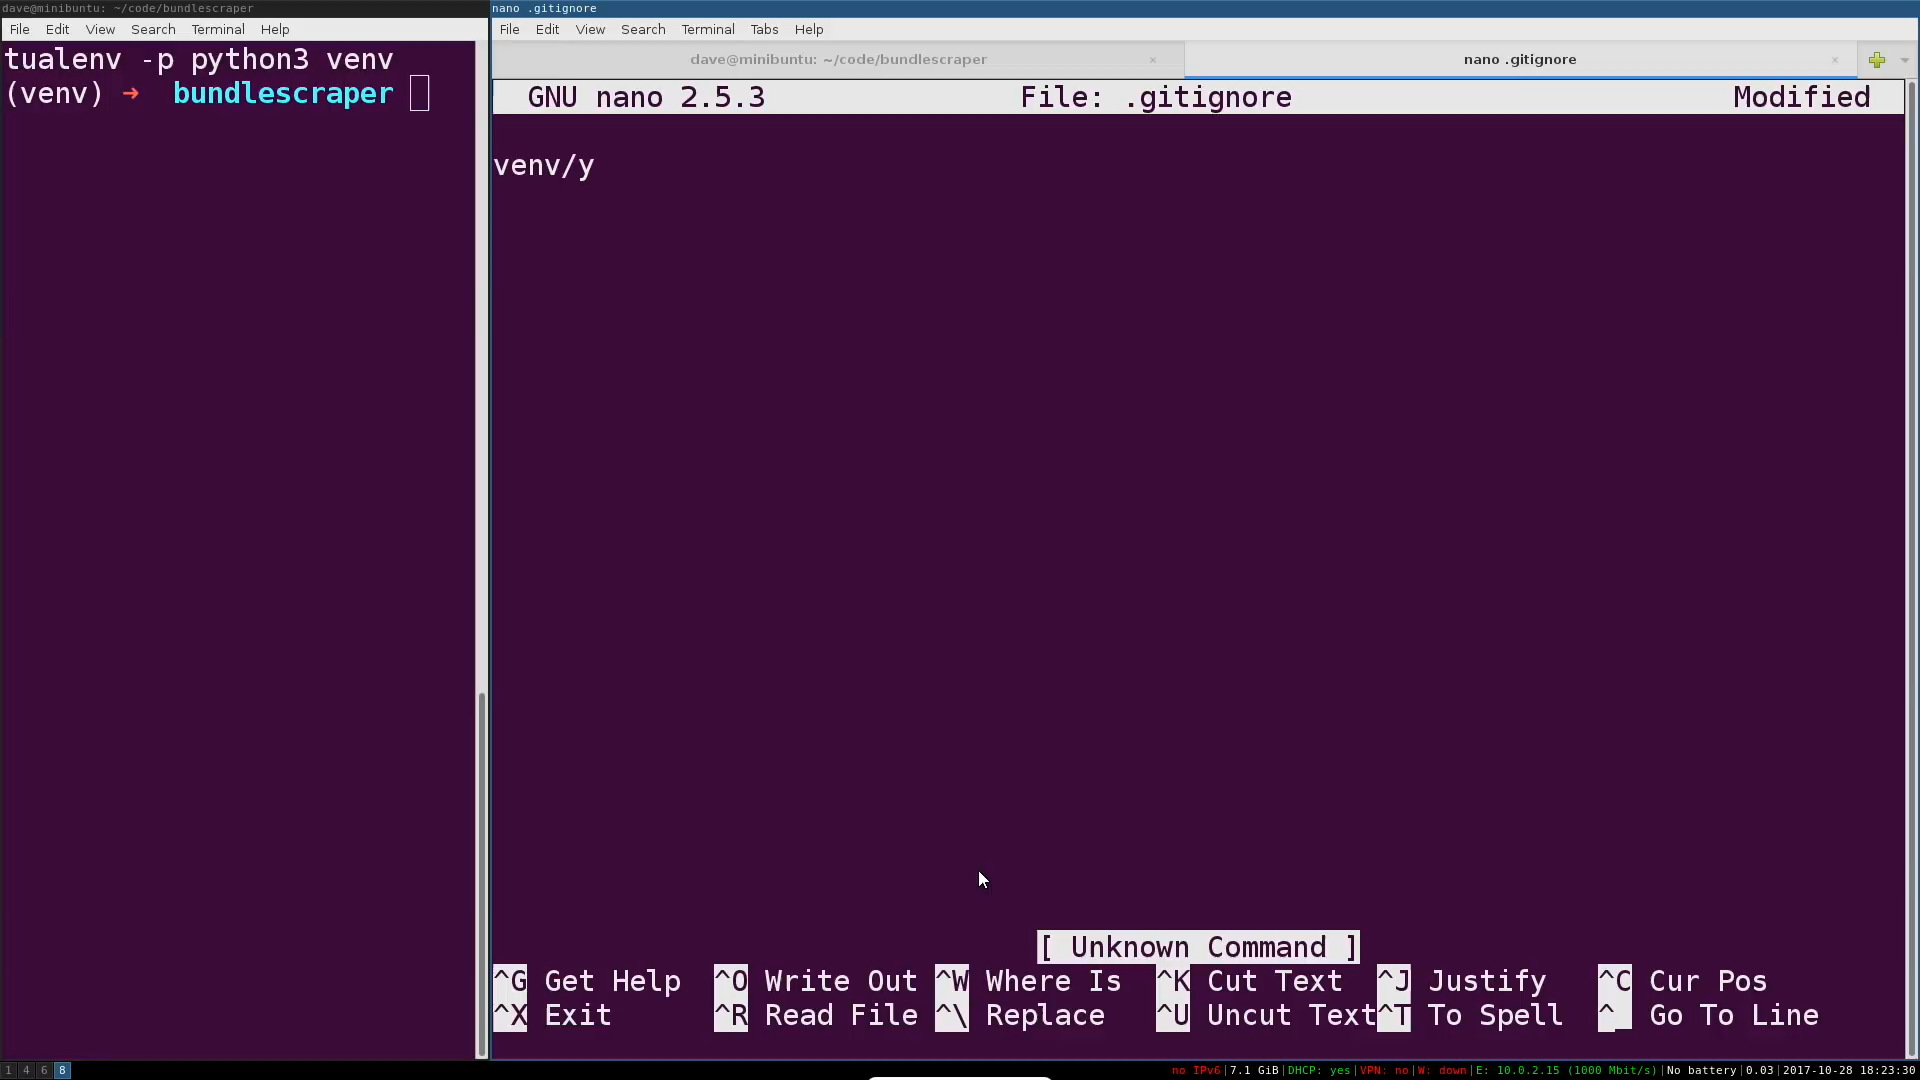 dave@minibuntu: ~/code/bundlescraper
File Edit View Search Terminal Help
tualenv -p python3 venv
(venv) ➜ bundlescraper
nano .gitignore
File Edit View Search Terminal Tabs Help
dave@minibuntu: ~/code/bundlescraper × nano .gitignore ×
GNU nano 2.5.3 File: .gitignore Modified
venv/y
[ Unknown Command ]
^G Get Help ^O Write Out ^W Where Is ^K Cut Text ^J Justify ^C Cur Pos
^X Exit ^R Read File ^\ Replace ^U Uncut Text^T To Spell ^_ Go To Line
1 4 6 8 no IPv6|7.1 GiB|DHCP: yes|VPN: no|W: down|E: 10.0.2.15 (1000 Mbit/s)|No battery|0.03|2017-10-28 18:23:30